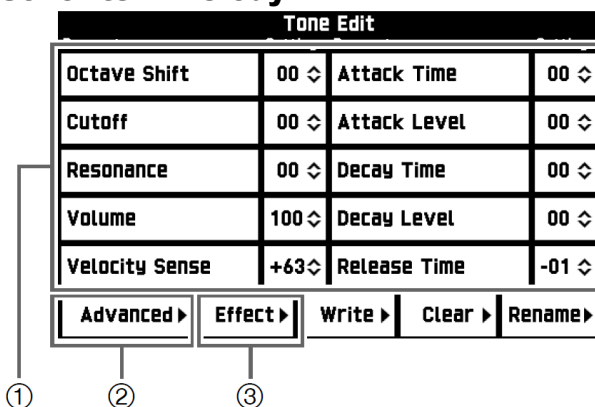 Tone Edit
Octave Shift 00 Attack Time 00
Cutoff 00 Attack Level 00
Resonance 00 Decay Time 00
Volume 100 Decay Level 00
Velocity Sense +63 Release Time -01
Advanced Effect Write Clear Rename
① ② ③